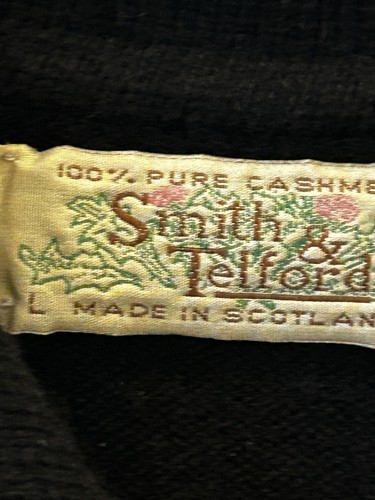 100% PURE CASHME
Smith &
Telford
L MADE IN SCOTLAN